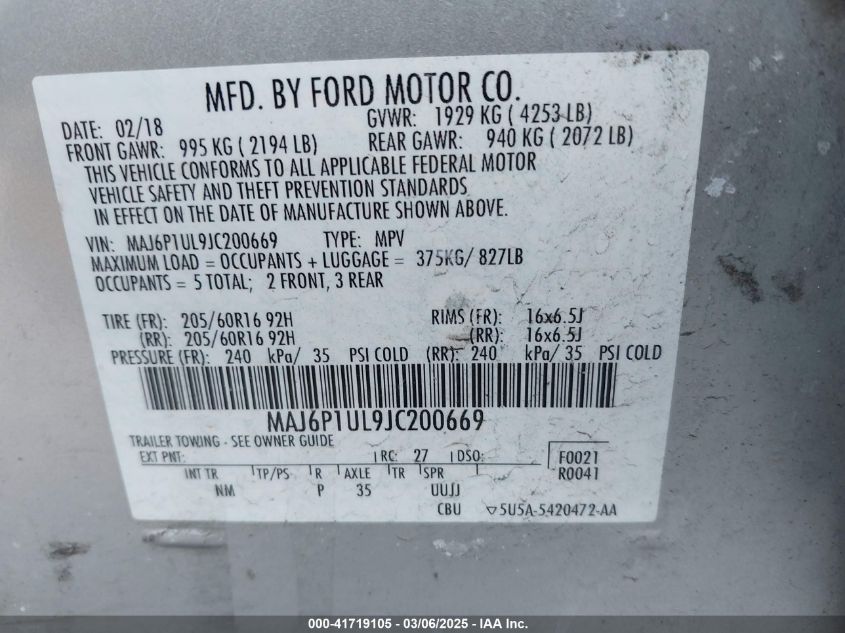 MFD. BY FORD MOTOR CO.
DATE: 02/18 GVWR: 1929 KG ( 4253 LB)
FRONT GAWR: 995 KG ( 2194 LB) REAR GAWR: 940 KG ( 2072 LB)
THIS VEHICLE CONFORMS TO ALL APPLICABLE FEDERAL MOTOR
VEHICLE SAFETY AND THEFT PREVENTION STANDARDS
IN EFFECT ON THE DATE OF MANUFACTURE SHOWN ABOVE.
VIN: MAJ6P1UL9JC200669 TYPE: MPV
MAXIMUM LOAD = OCCUPANTS + LUGGAGE = 375KG/ 827LB
OCCUPANTS = 5 TOTAL; 2 FRONT, 3 REAR
TIRE (FR): 205/60R16 92H RIMS (FR): 16x6.5J
(RR): 205/60R16 92H (RR): 16x6.5J
PRESSURE (FR): 240 kPa/ 35 PSI COLD (RR): 240 kPa/ 35 PSI COLD
MAJ6P1UL9JC200669
TRAILER TOWING - SEE OWNER GUIDE
EXT PNT: RC: 27 DSO: F0021
INT TR TP/PS R AXLE TR SPR R0041
NM P 35 UUJJ
CBU ▽5U5A-5420472-AA
000-41719105 - 03/06/2025 - IAA Inc.